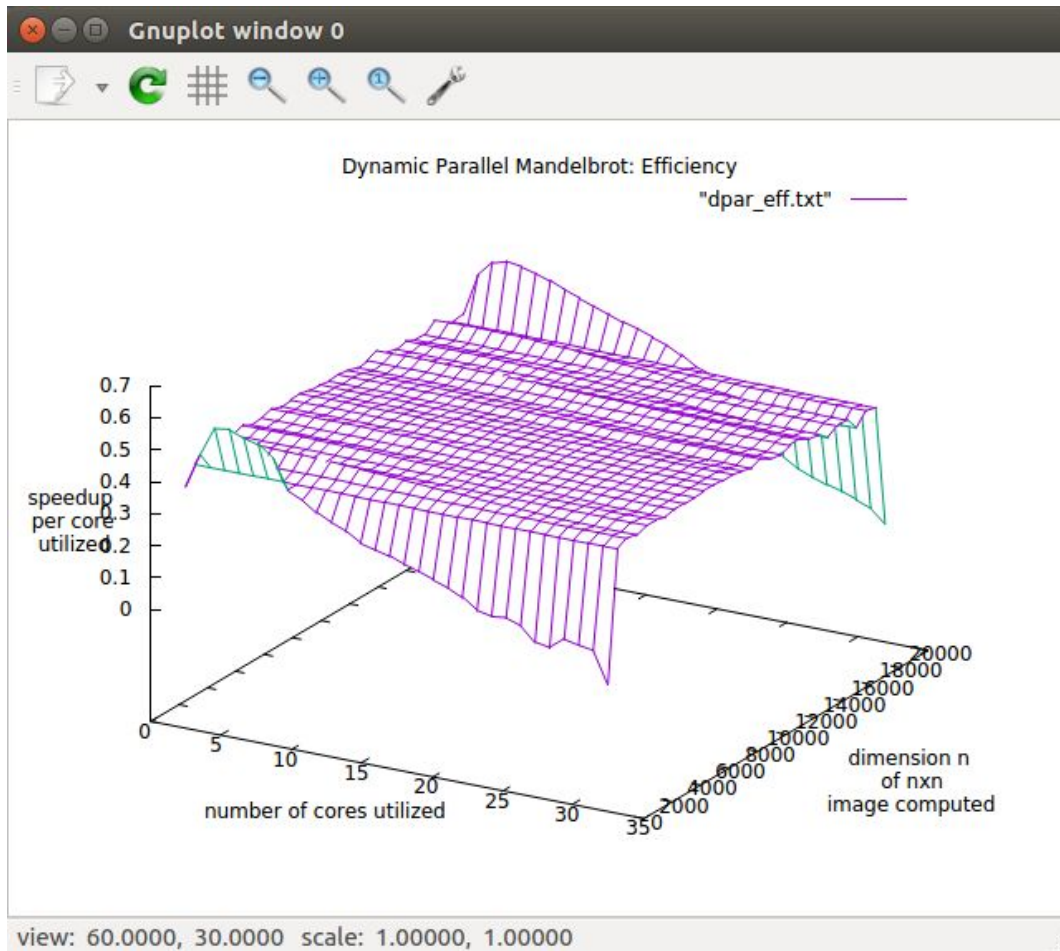 Gnuplot window 0
Dynamic Parallel Mandelbrot: Efficiency
"dpar_eff.txt"
0.7
0.6
0.5
0.4
0.3
0.2
0.1
0
speedup
per core
utilized
0
5
10
15
20
25
30
35
number of cores utilized
0
2000
4000
6000
8000
10000
12000
14000
16000
18000
20000
dimension n
of nxn
image computed
view: 60.0000, 30.0000 scale: 1.00000, 1.00000